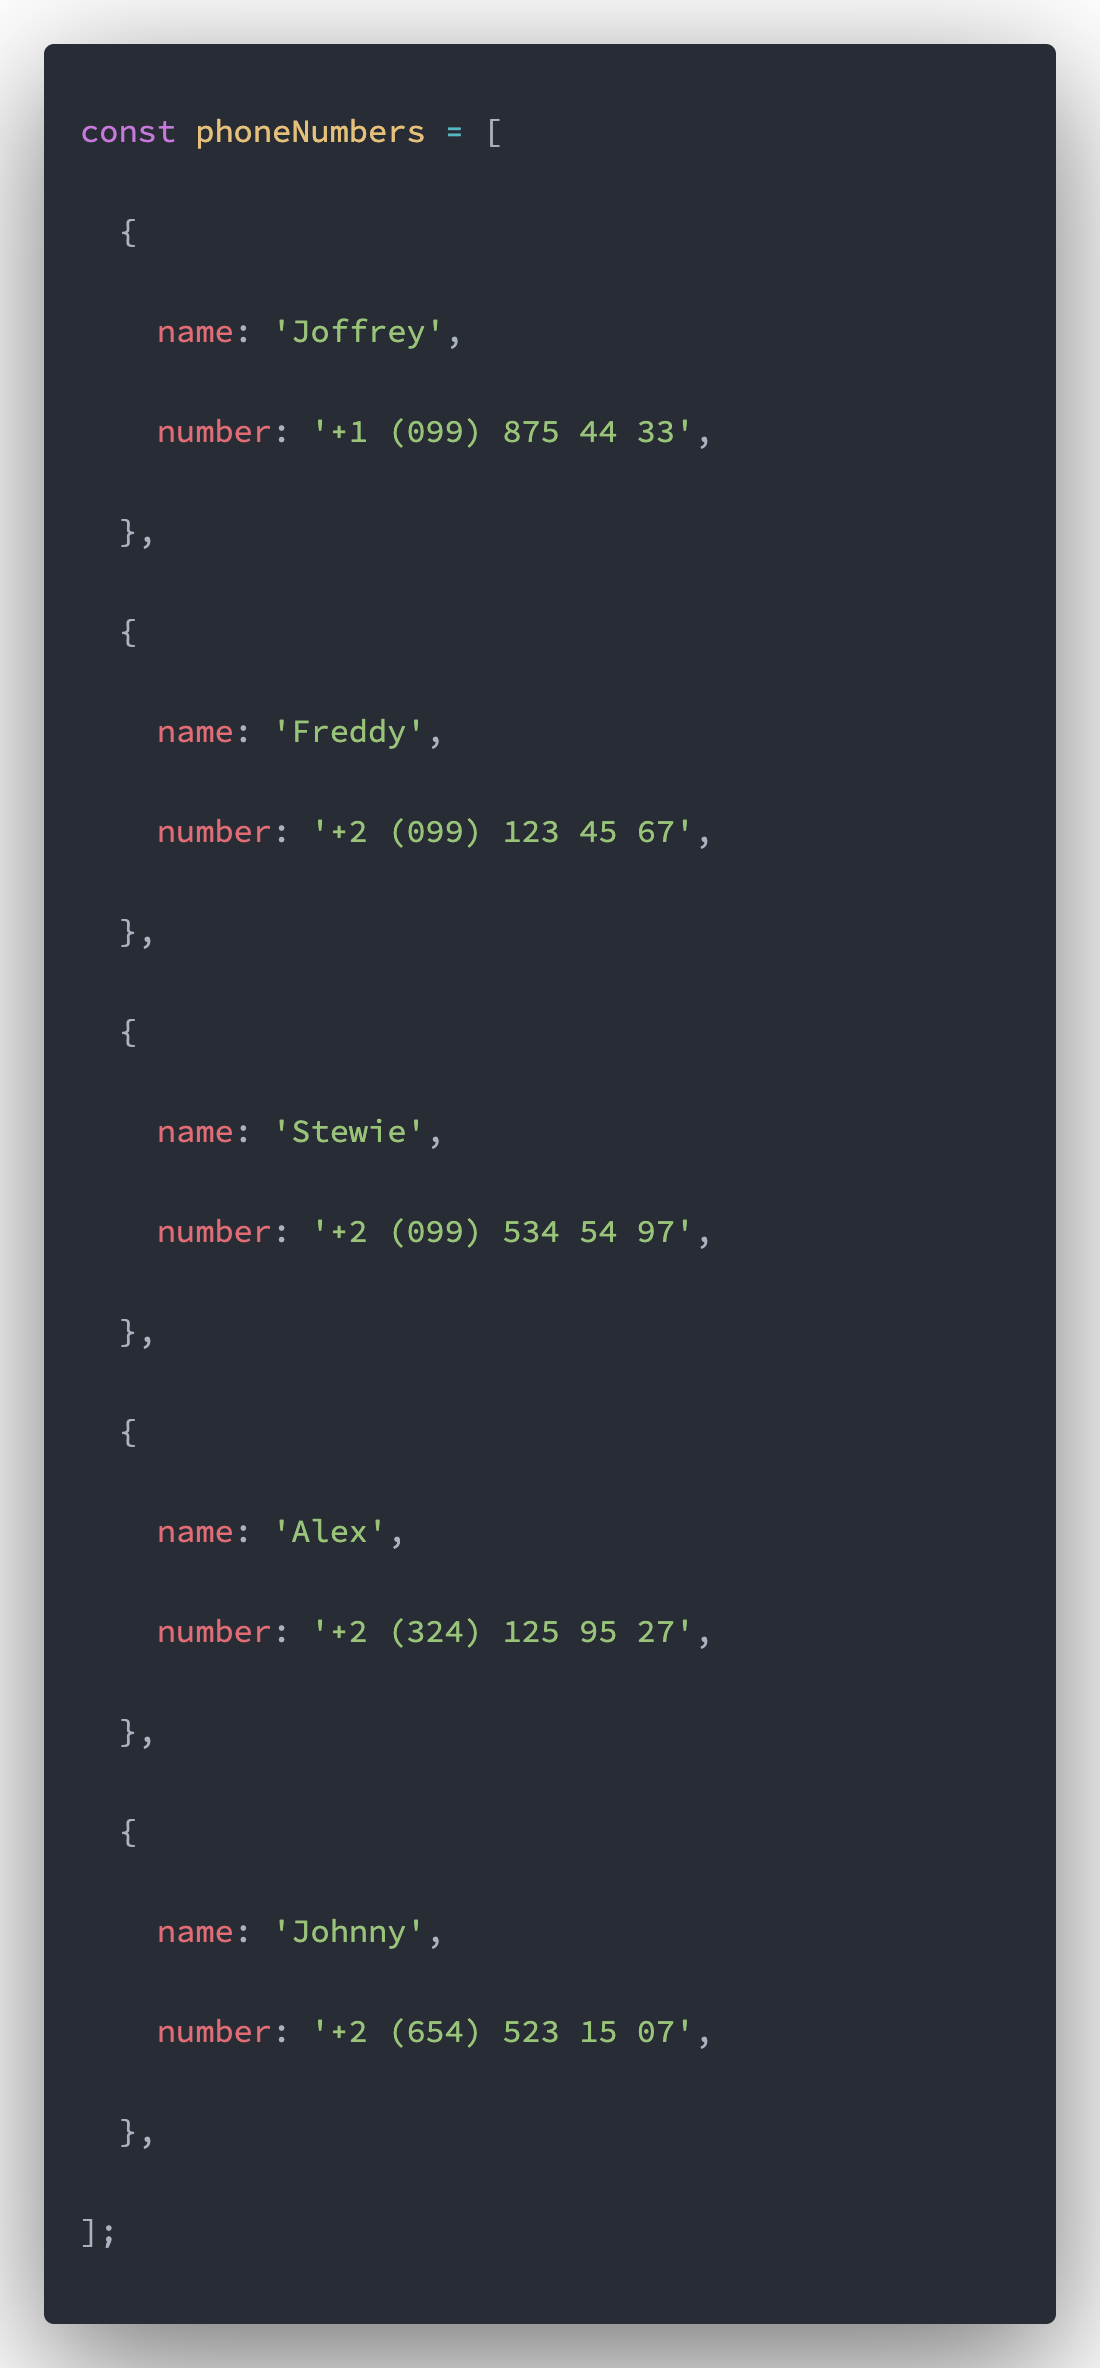 const phoneNumbers = [
  {
    name: 'Joffrey',
    number: '+1 (099) 875 44 33',
  },
  {
    name: 'Freddy',
    number: '+2 (099) 123 45 67',
  },
  {
    name: 'Stewie',
    number: '+2 (099) 534 54 97',
  },
  {
    name: 'Alex',
    number: '+2 (324) 125 95 27',
  },
  {
    name: 'Johnny',
    number: '+2 (654) 523 15 07',
  },
];